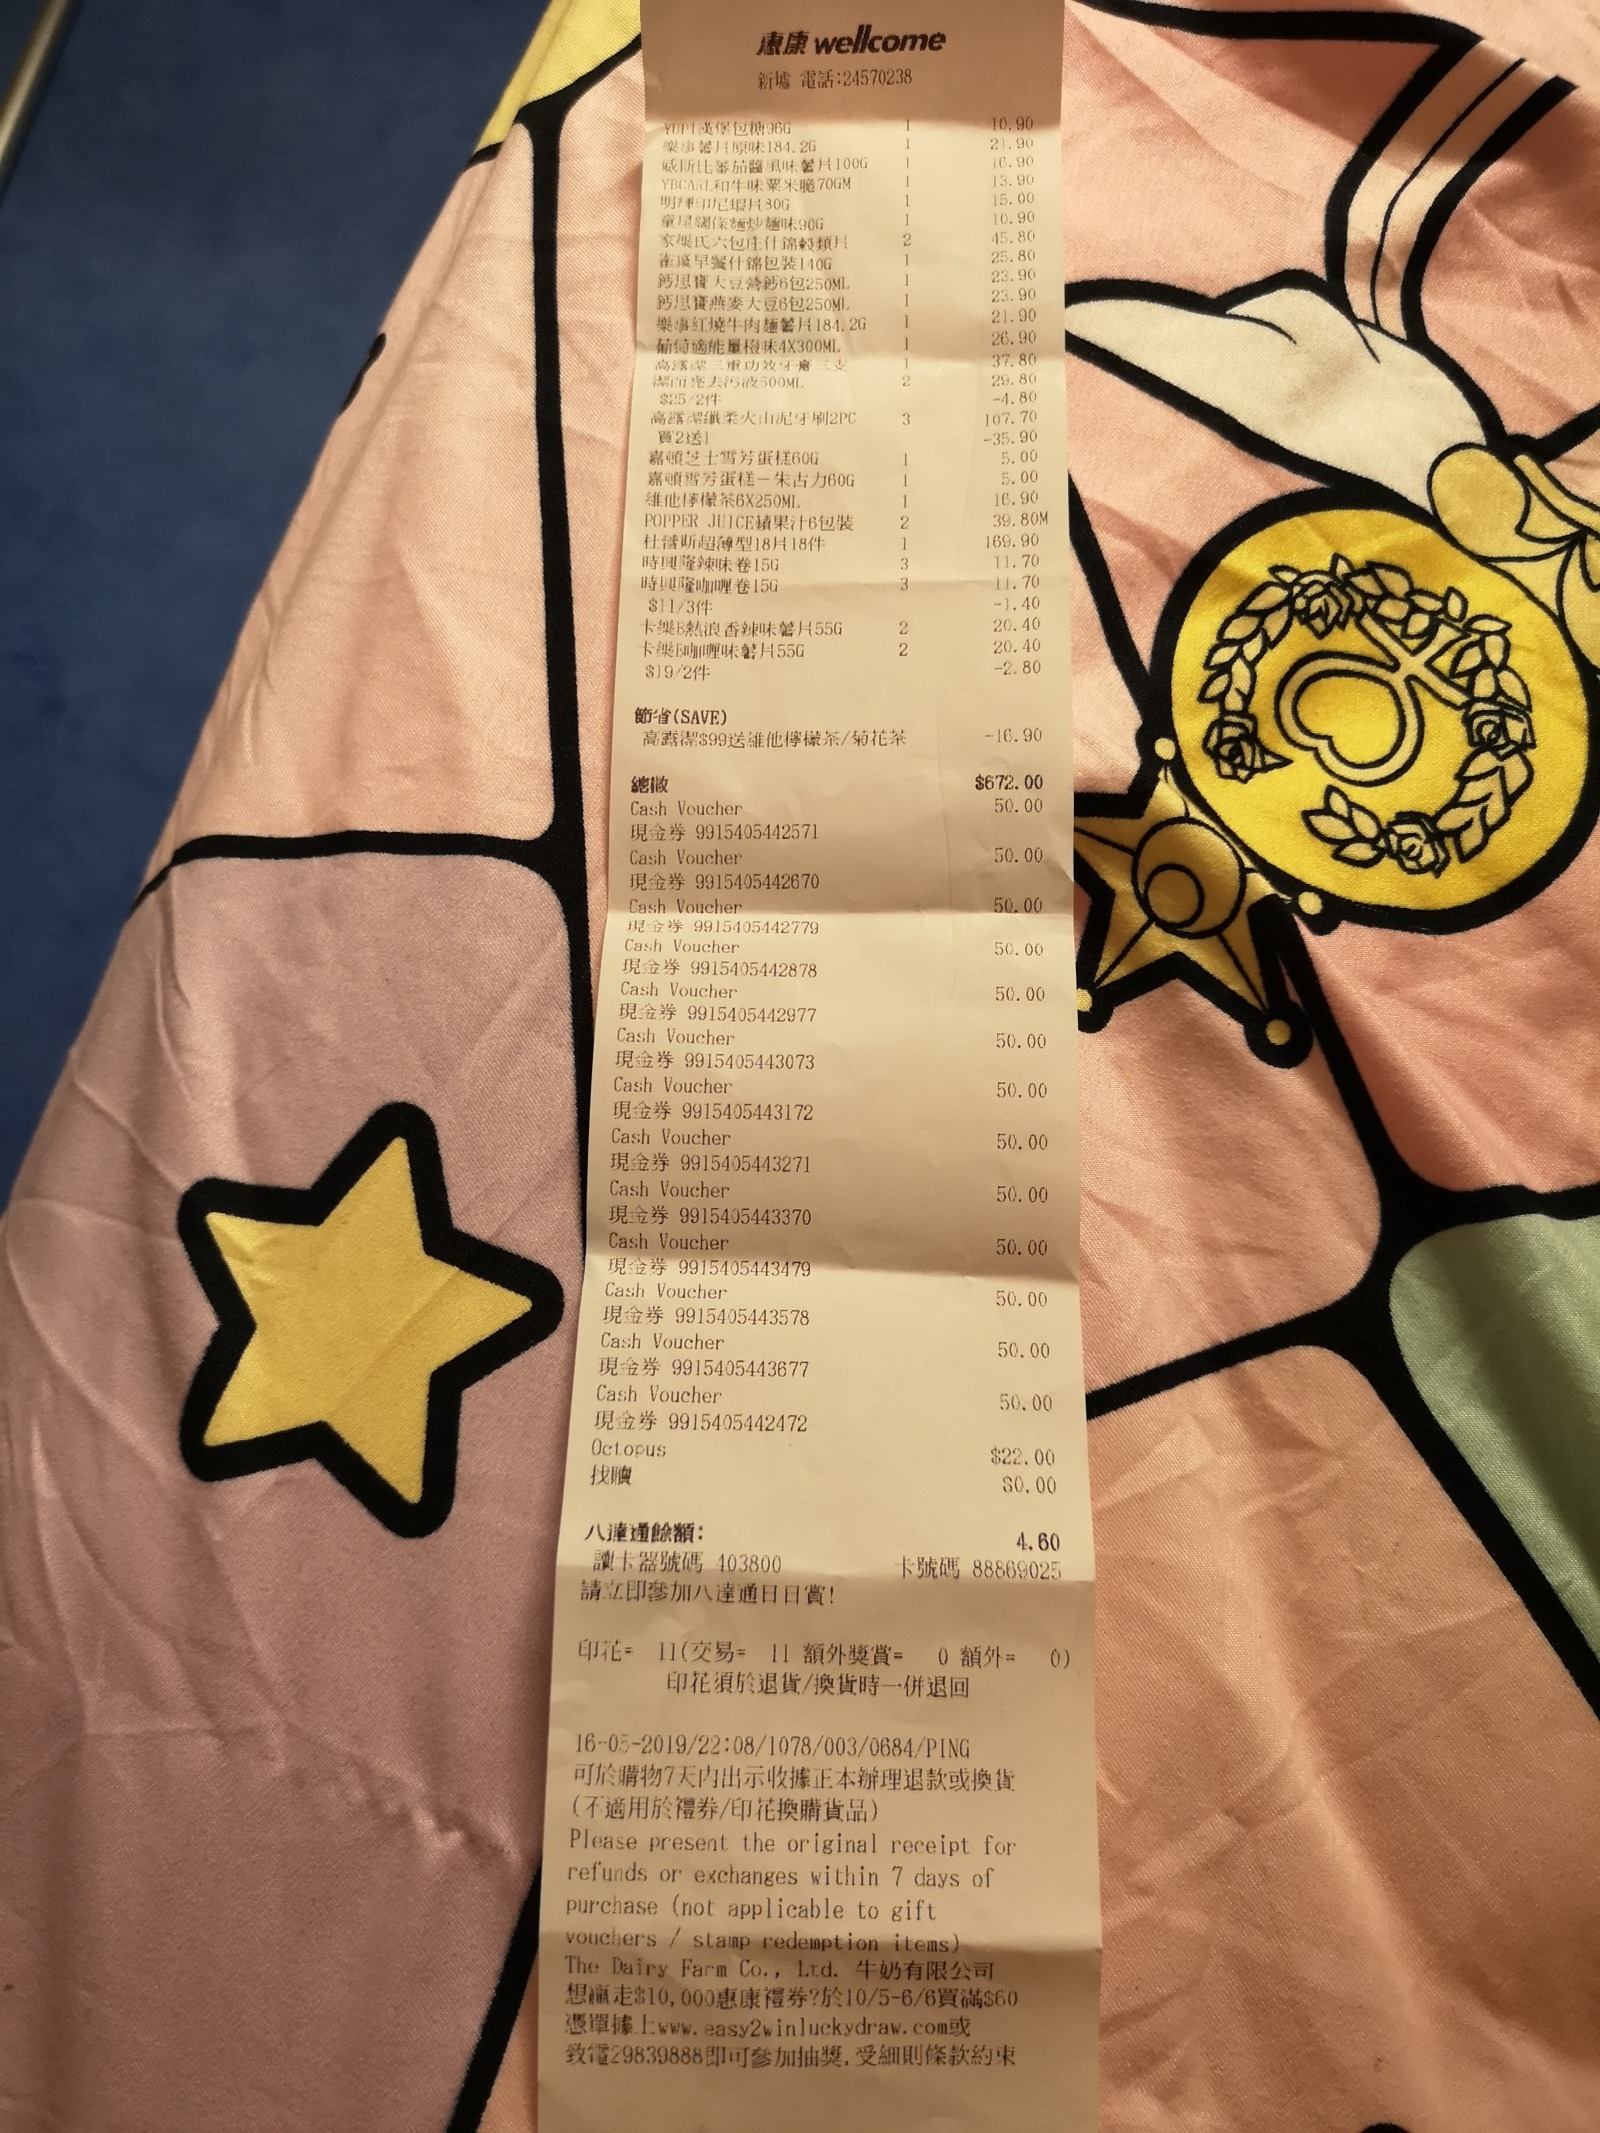 惠康 wellcome
新墟 電話:24570238
YUPI漢堡包糖96G 1 10.90
樂事薯片原味184.2G 1 21.90
威斯比蕃茄醬風味薯片100G 1 16.90
YBCARL和牛味粟米脆70GM 1 13.90
明輝印尼蝦片80G 1 15.00
童星闊條麵炒麵味90G 1 10.90
家樂氏六包庄什錦穀類片 2 45.80
雀巢早餐什錦包裝140G 1 25.80
鈣思寶大豆營鈣6包250ML 1 23.90
鈣思寶燕麥大豆6包250ML 1 23.90
樂事紅燒牛肉麵薯片184.2G 1 21.90
葡萄適能量橙味4X300ML 1 26.90
高露潔三重功效牙膏三支 1 37.80
潔而亮去污液500ML 2 29.80
$25/2件 -4.80
高露潔纖柔火山泥牙刷2PC 3 107.70
買2送1 -35.90
嘉頓芝士雪芳蛋糕60G 1 5.00
嘉頓雪芳蛋糕－朱古力60G 1 5.00
維他檸檬茶6X250ML 1 16.90
POPPER JUICE蘋果汁6包裝 2 39.80M
杜蕾斯超薄型18片18件 1 169.90
時興隆辣味卷15G 3 11.70
時興隆咖喱卷15G 3 11.70
$11/3件 -1.40
卡樂B熱浪香辣味薯片55G 2 20.40
卡樂B咖喱味薯片55G 2 20.40
$19/2件 -2.80
節省(SAVE)
高露潔$99送維他檸檬茶/菊花茶 -16.90
總數 $672.00
Cash Voucher 50.00
現金券 9915405442571
Cash Voucher 50.00
現金券 9915405442670
Cash Voucher 50.00
現金券 9915405442779
Cash Voucher 50.00
現金券 9915405442878
Cash Voucher 50.00
現金券 9915405442977
Cash Voucher 50.00
現金券 9915405443073
Cash Voucher 50.00
現金券 9915405443172
Cash Voucher 50.00
現金券 9915405443271
Cash Voucher 50.00
現金券 9915405443370
Cash Voucher 50.00
現金券 9915405443479
Cash Voucher 50.00
現金券 9915405443578
Cash Voucher 50.00
現金券 9915405443677
Cash Voucher 50.00
現金券 9915405442472
Octopus $22.00
找贖 $0.00
八達通餘額: 4.60
讀卡器號碼 403800 卡號碼 88869025
請立即參加八達通日日賞!
印花= 11(交易= 11 額外獎賞= 0 額外= 0)
印花須於退貨/換貨時一併退回
16-05-2019/22:08/1078/003/0684/PING
可於購物7天內出示收據正本辦理退款或換貨
(不適用於禮券/印花換購貨品)
Please present the original receipt for
refunds or exchanges within 7 days of
purchase (not applicable to gift
vouchers / stamp redemption items)
The Dairy Farm Co., Ltd. 牛奶有限公司
想贏走$10,000惠康禮券?於10/5-6/6買滿$60
憑單據上www.easy2winluckydraw.com或
致電29839888即可參加抽獎,受細則條款約束